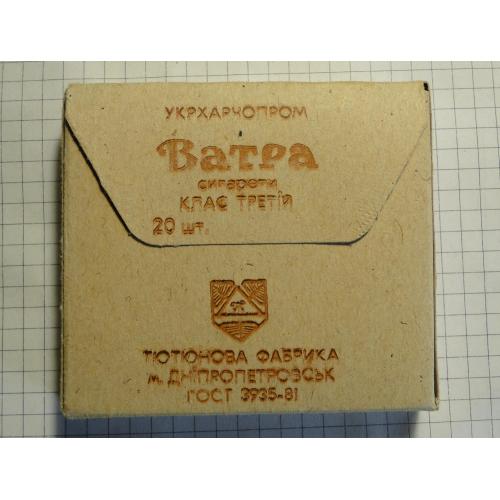 УКРХАРЧОПРОМ
Ватра
сигарети
КЛАС ТРЕТІЙ
20 шт.
ТЮТЮНОВА ФАБРИКА
м. ДНІПРОПЕТРОВСЬК
ГОСТ 3935-81